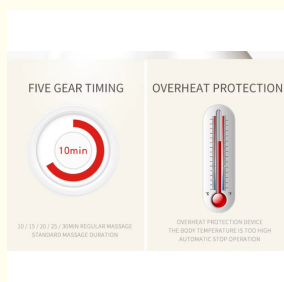 FIVE GEAR TIMING
10min
10 / 15 / 20 / 25 / 30MIN REGULAR MASSAGE
STANDARD MASSAGE DURATION
OVERHEAT PROTECTION
°C °F
OVERHEAT PROTECTION DEVICE
THE BODY TEMPERATURE IS TOO HIGH
AUTOMATIC STOP OPERATION